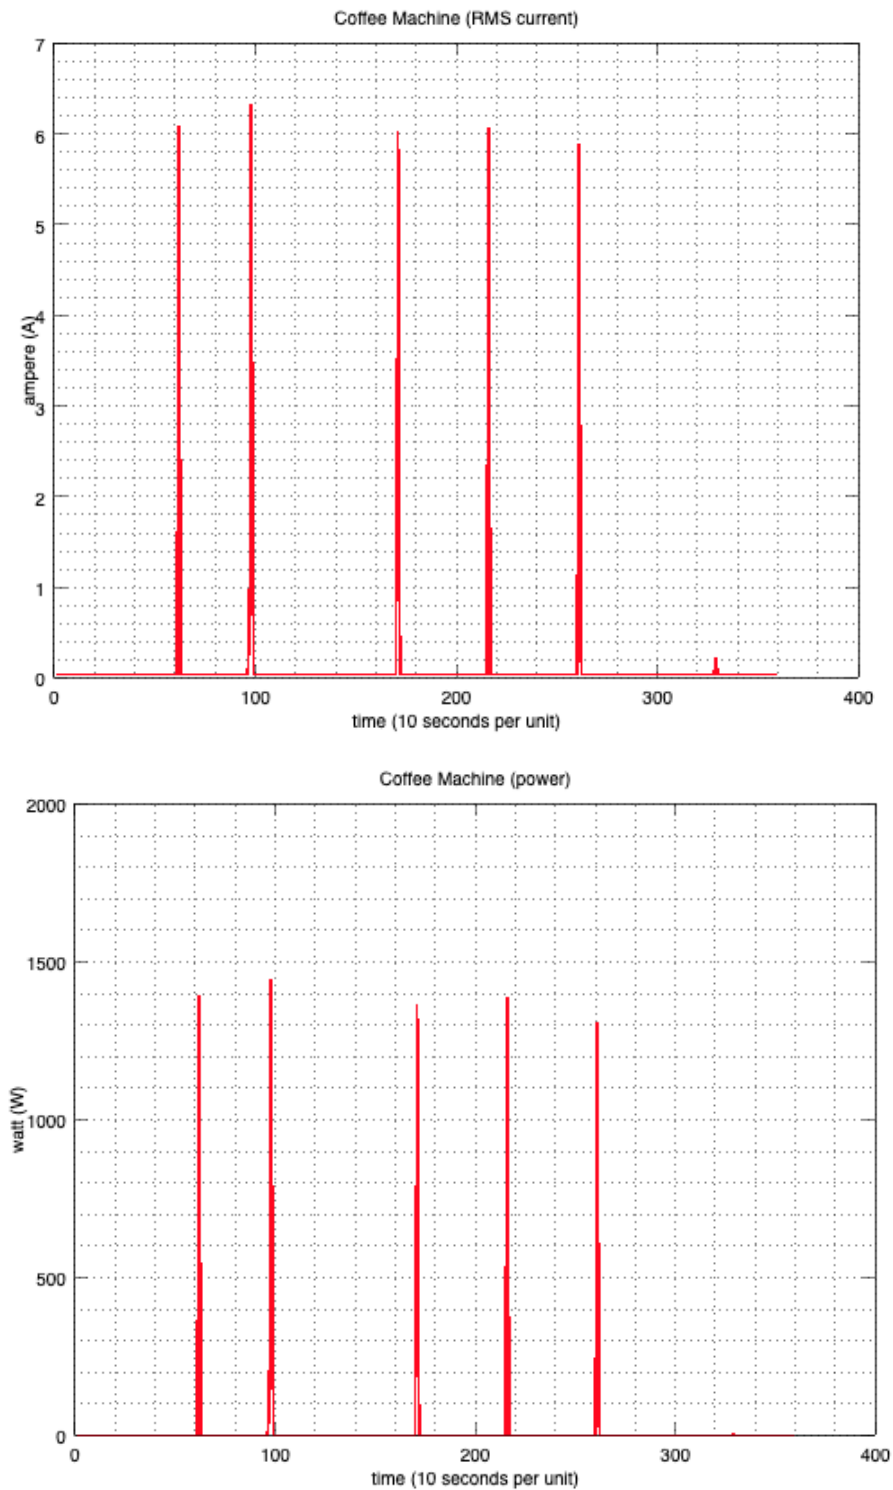 Coffee Machine (RMS current)
7
6
5
4
3
2
1
0
ampere (A)
0 100 200 300 400
time (10 seconds per unit)
Coffee Machine (power)
2000
1500
1000
500
0
watt (W)
0 100 200 300 400
time (10 seconds per unit)